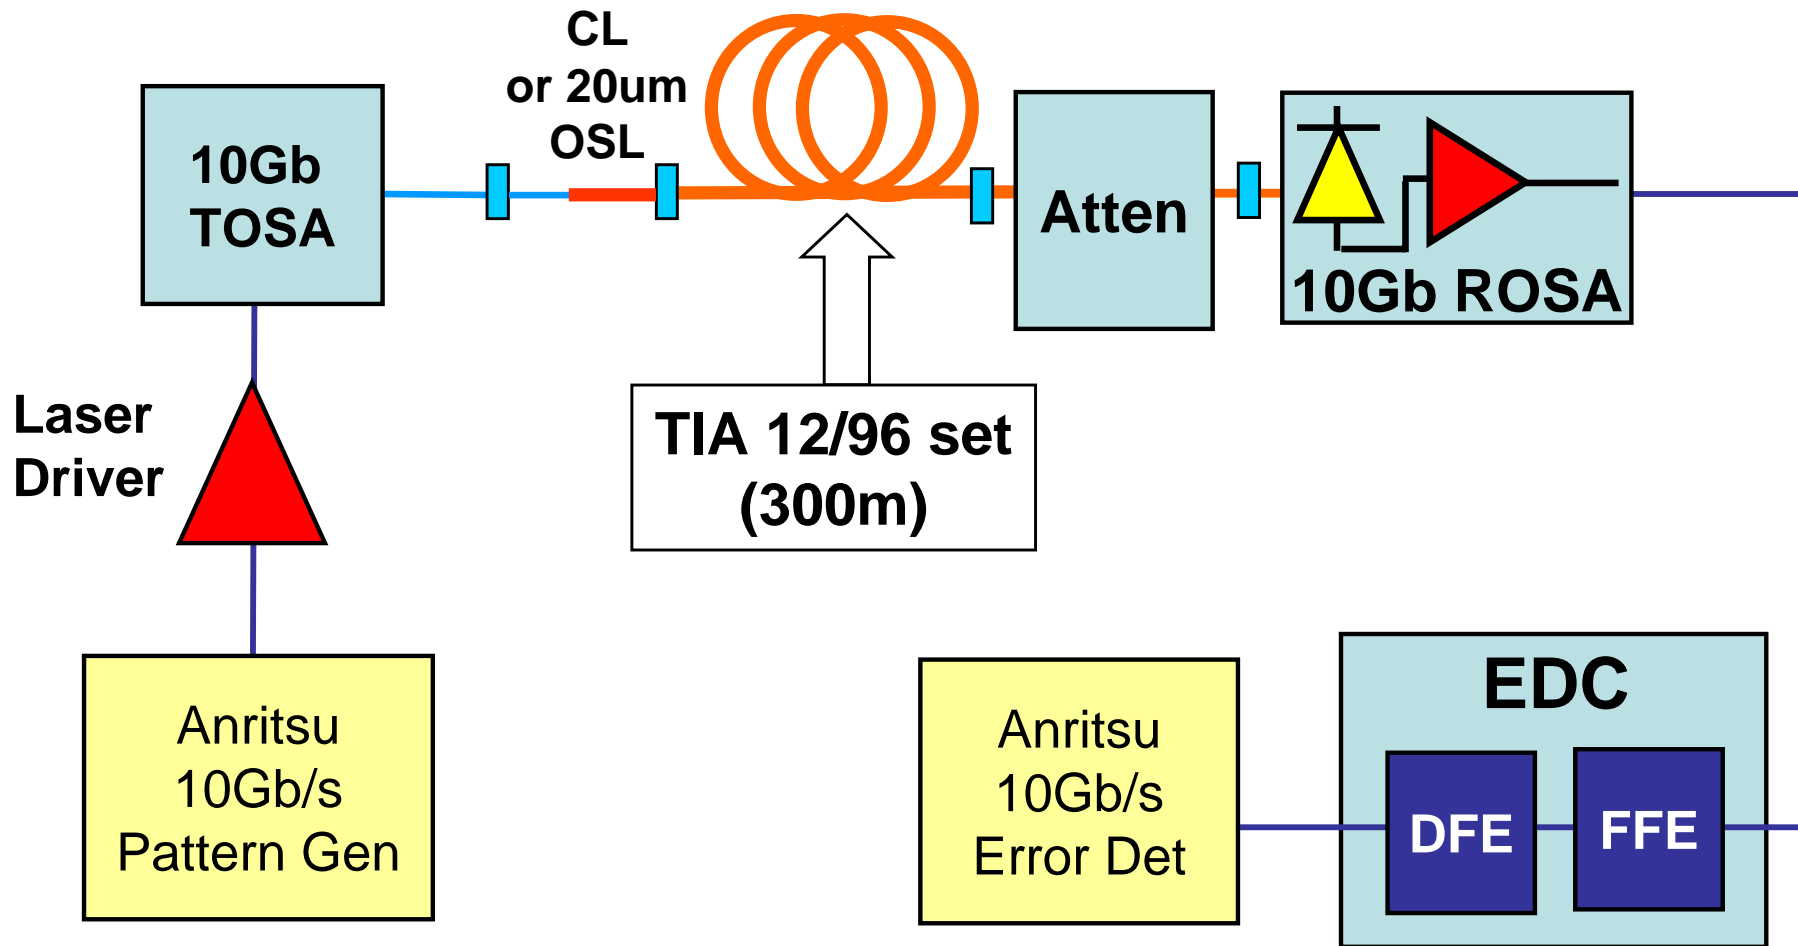 CL
or 20um
OSL
10Gb
TOSA
Atten
10Gb ROSA
Laser
Driver
TIA 12/96 set
(300m)
Anritsu
10Gb/s
Pattern Gen
Anritsu
10Gb/s
Error Det
EDC
DFE
FFE